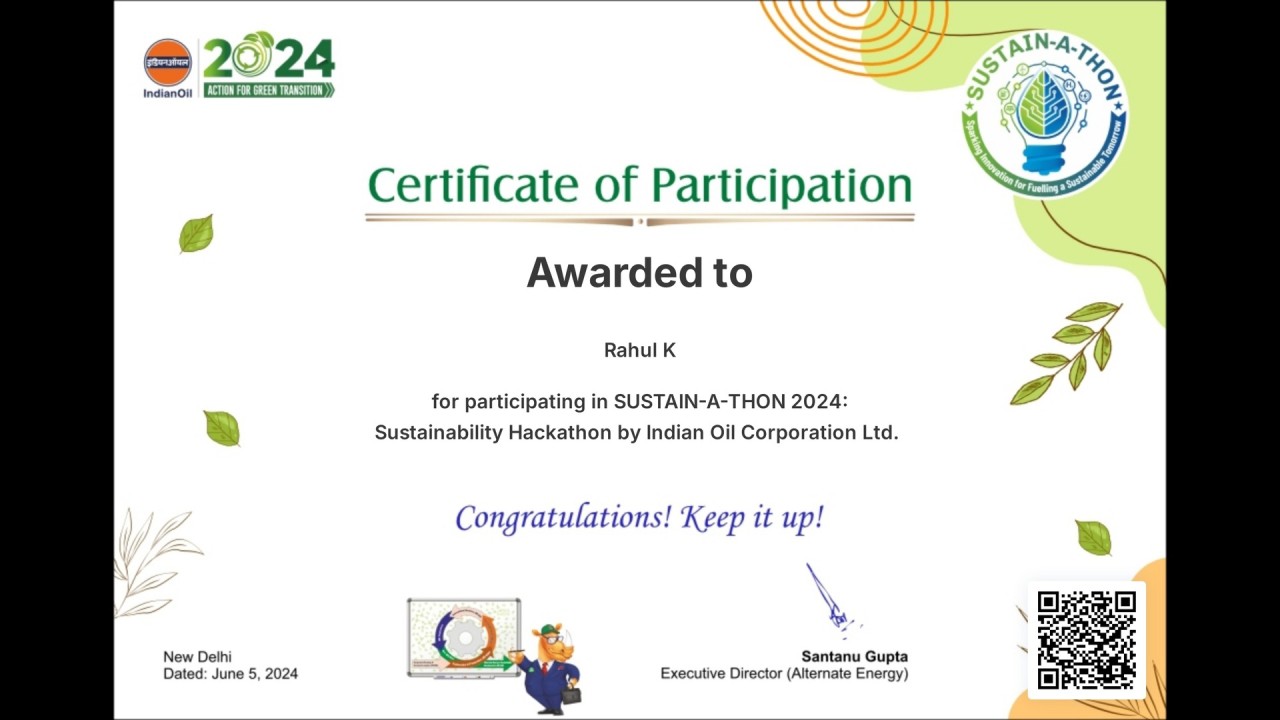 इंडियनऑयल
IndianOil
2024
ACTION FOR GREEN TRANSITION
SUSTAIN-A-THON
Sparking Innovation for Fuelling a Sustainable Tomorrow
Certificate of Participation
Awarded to
Rahul K
for participating in SUSTAIN-A-THON 2024:
Sustainability Hackathon by Indian Oil Corporation Ltd.
Congratulations! Keep it up!
New Delhi
Dated: June 5, 2024
Santanu Gupta
Executive Director (Alternate Energy)